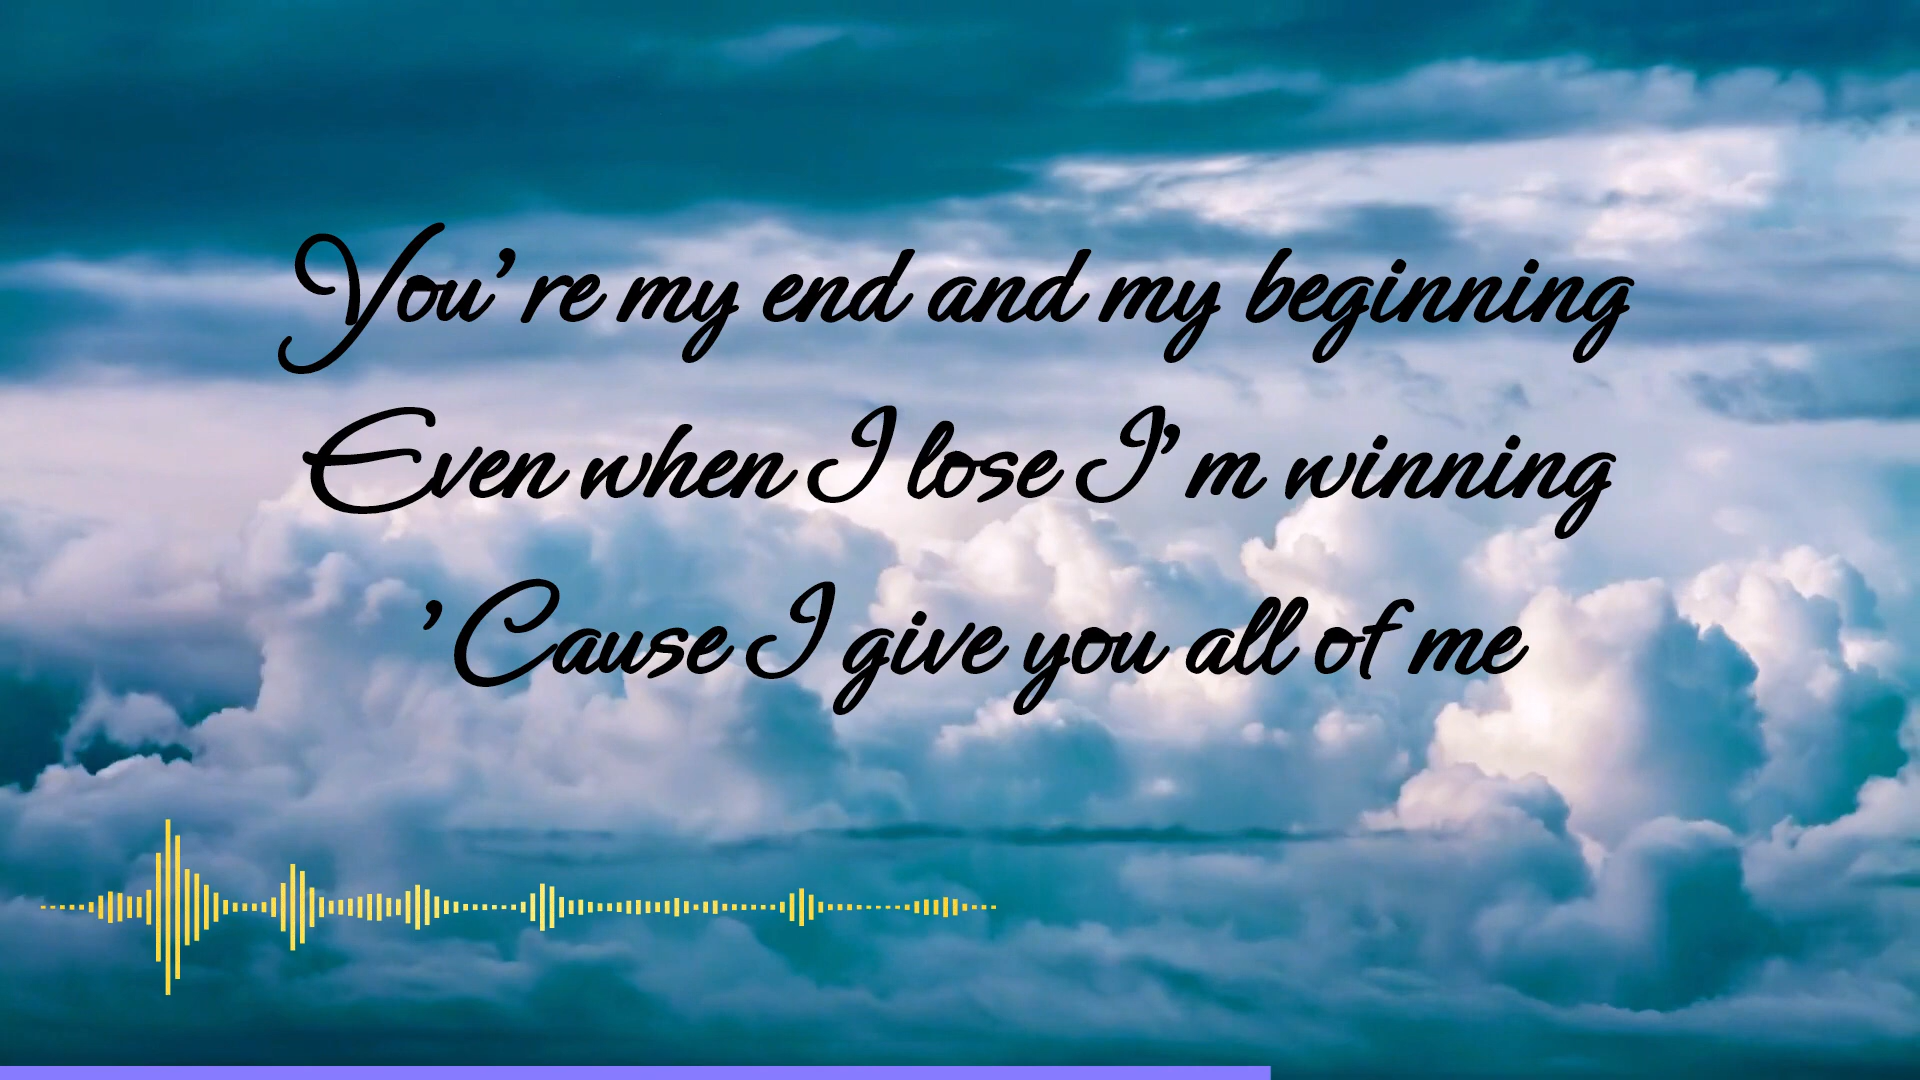 You're my end and my beginning
Even when I lose I'm winning
'Cause I give you all of me